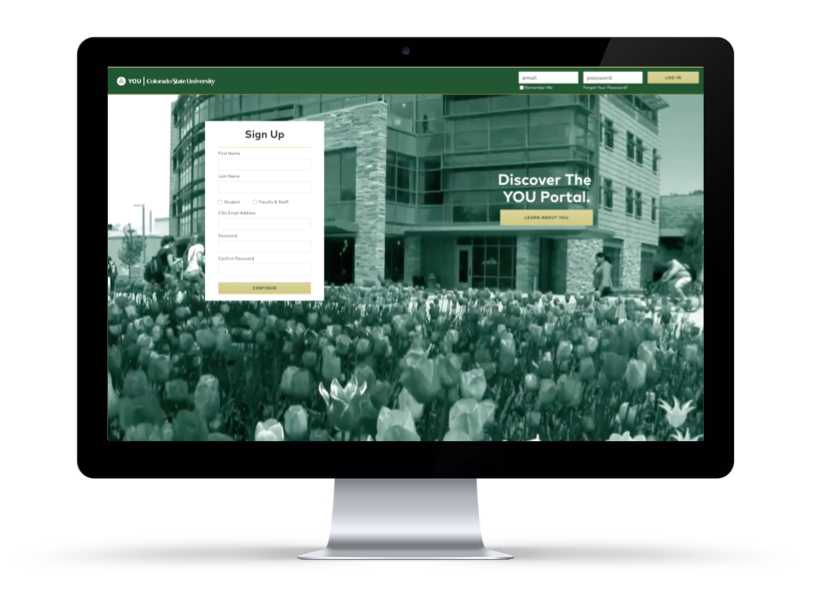 YOU | Colorado State University
email
password
LOG IN
Remember Me
Forgot Your Password?
Sign Up
First Name
Last Name
Student
Faculty & Staff
CSU Email Address
Password
Confirm Password
CONTINUE
Discover The
YOU Portal.
LEARN ABOUT YOU